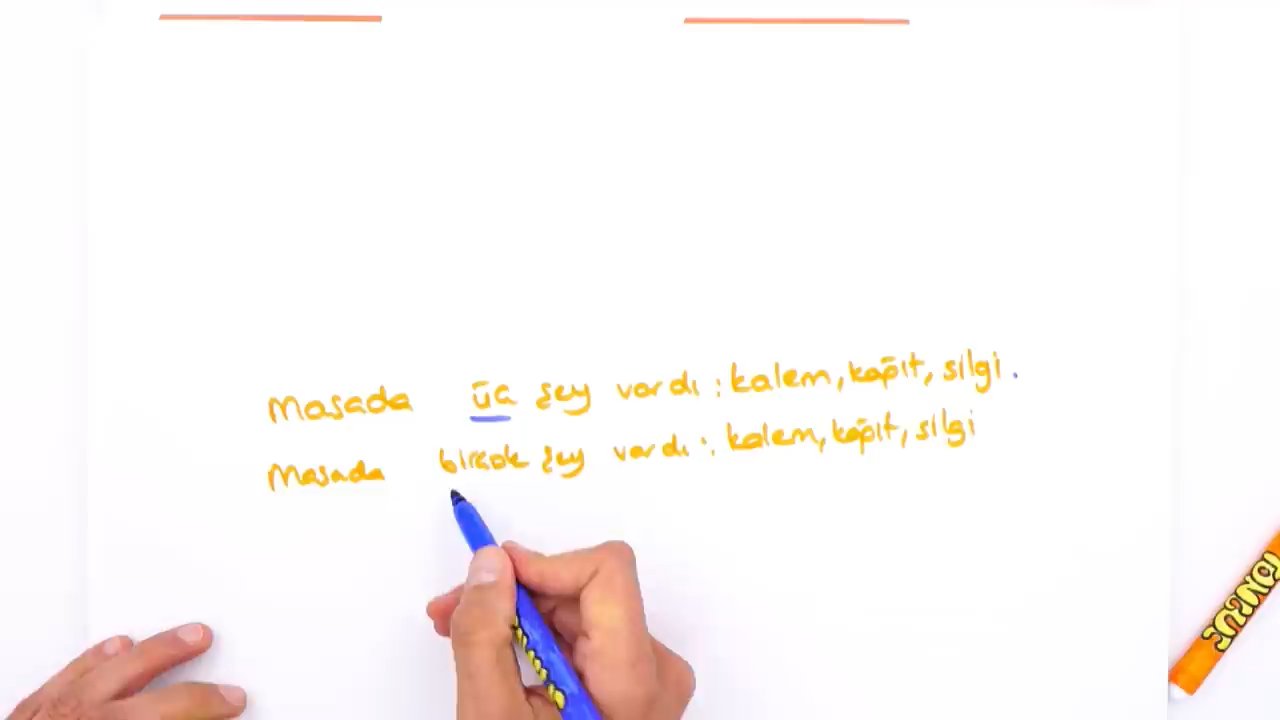 Masada üç şey vardı : kalem, kâğıt, silgi .
Masada birçok şey vardı : kalem, kâğıt, silgi